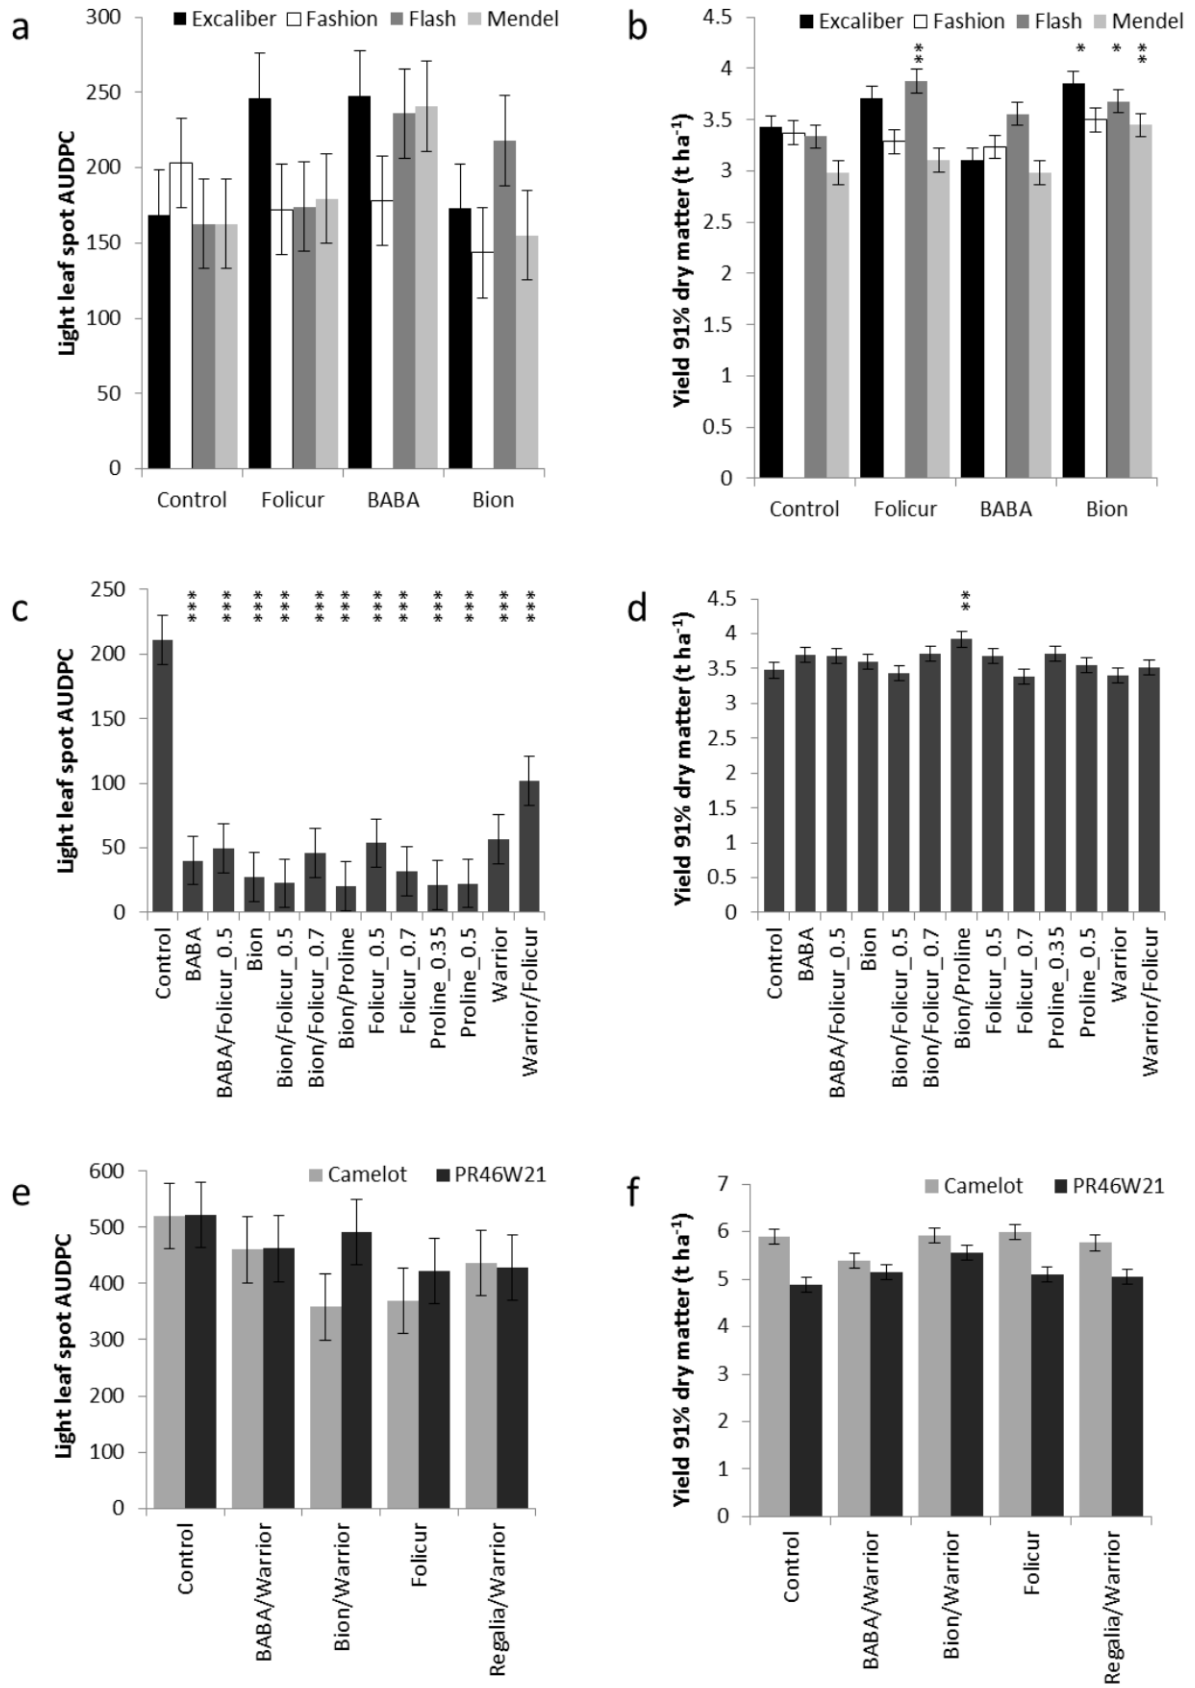 a
Excaliber Fashion Flash Mendel
300
250
200
150
100
50
0
Light leaf spot AUDPC
Control Folicur BABA Bion
b
Excaliber Fashion Flash Mendel
4.5
4
3.5
3
2.5
2
1.5
1
0.5
0
** * * **
Yield 91% dry matter (t ha⁻¹)
Control Folicur BABA Bion
c
250
200
150
100
50
0
*** *** *** *** *** *** *** *** *** *** *** ***
Light leaf spot AUDPC
Control
BABA
BABA/Folicur_0.5
Bion
Bion/Folicur_0.5
Bion/Folicur_0.7
Bion/Proline
Folicur_0.5
Folicur_0.7
Proline_0.35
Proline_0.5
Warrior
Warrior/Folicur
d
4.5
4
3.5
3
2.5
2
1.5
1
0.5
0
**
Yield 91% dry matter (t ha⁻¹)
Control
BABA
BABA/Folicur_0.5
Bion
Bion/Folicur_0.5
Bion/Folicur_0.7
Bion/Proline
Folicur_0.5
Folicur_0.7
Proline_0.35
Proline_0.5
Warrior
Warrior/Folicur
e
Camelot PR46W21
600
500
400
300
200
100
0
Light leaf spot AUDPC
Control
BABA/Warrior
Bion/Warrior
Folicur
Regalia/Warrior
f
Camelot PR46W21
7
6
5
4
3
2
1
0
Yield 91% dry matter (t ha⁻¹)
Control
BABA/Warrior
Bion/Warrior
Folicur
Regalia/Warrior